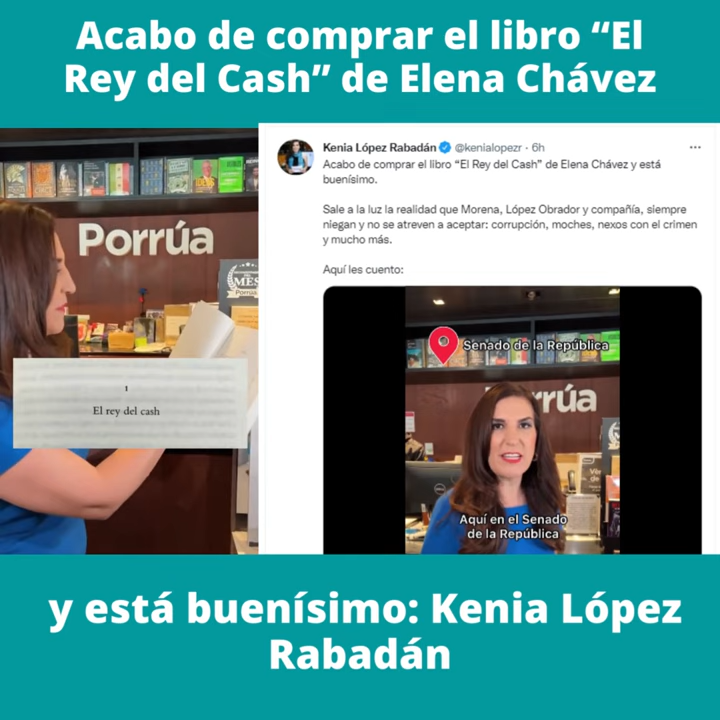 Acabo de comprar el libro “El
Rey del Cash” de Elena Chávez
Porrúa
MES
Porrúa
1
El rey del cash
Kenia López Rabadán @kenialopezr · 6h
Acabo de comprar el libro “El Rey del Cash” de Elena Chávez y está
buenísimo.
Sale a la luz la realidad que Morena, López Obrador y compañía, siempre
niegan y no se atreven a aceptar: corrupción, moches, nexos con el crimen
y mucho más.
Aquí les cuento:
Senado de la República
rrúa
Aquí en el Senado
de la República
y está buenísimo: Kenia López
Rabadán